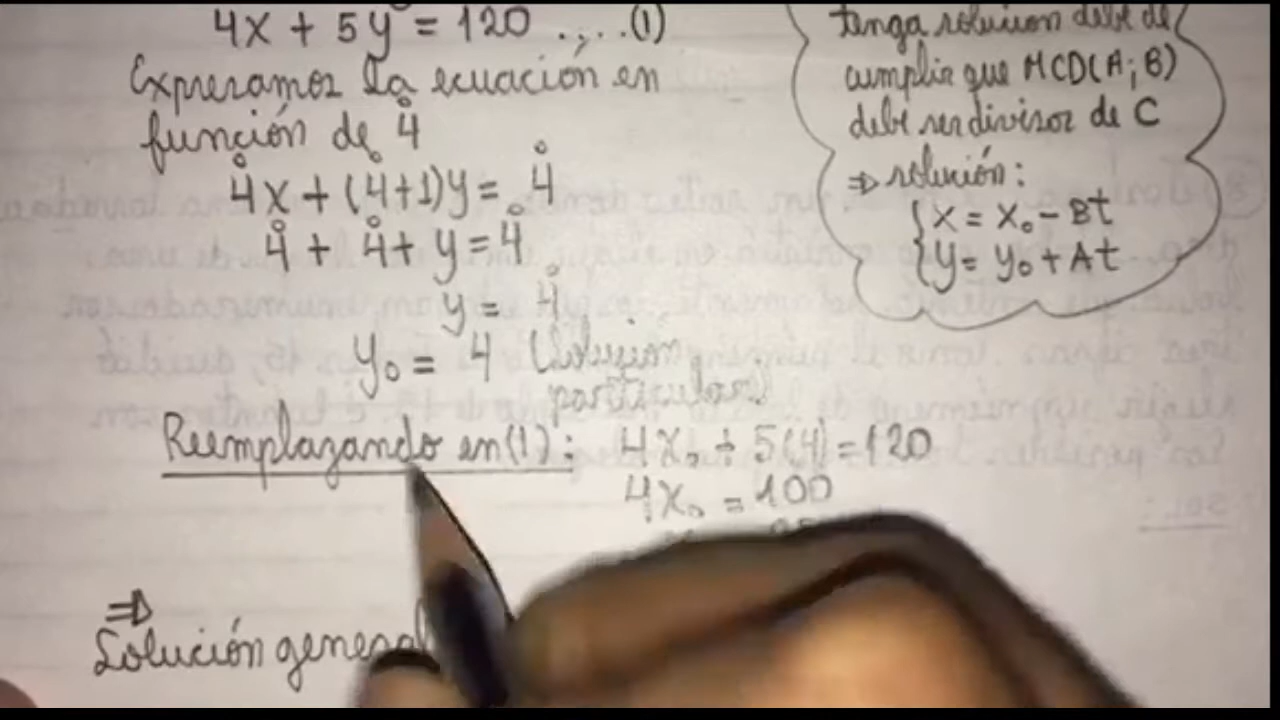 4x + 5y = 120 ....(1)
Expresamos la ecuación en
función de 4̊
4̊x + (4̊+1)y = 4̊
4̊ + 4̊ + y = 4̊
y = 4̊
y₀ = 4 (solución
particular)
Reemplazando en (1): 4x₀ + 5(4) = 120
4x₀ = 100
⇒
Solución general
tenga solución debe de
cumplir que MCD(A; B)
debe ser divisor de C
⇒ solución:
{x = x₀ - Bt
{y = y₀ + At